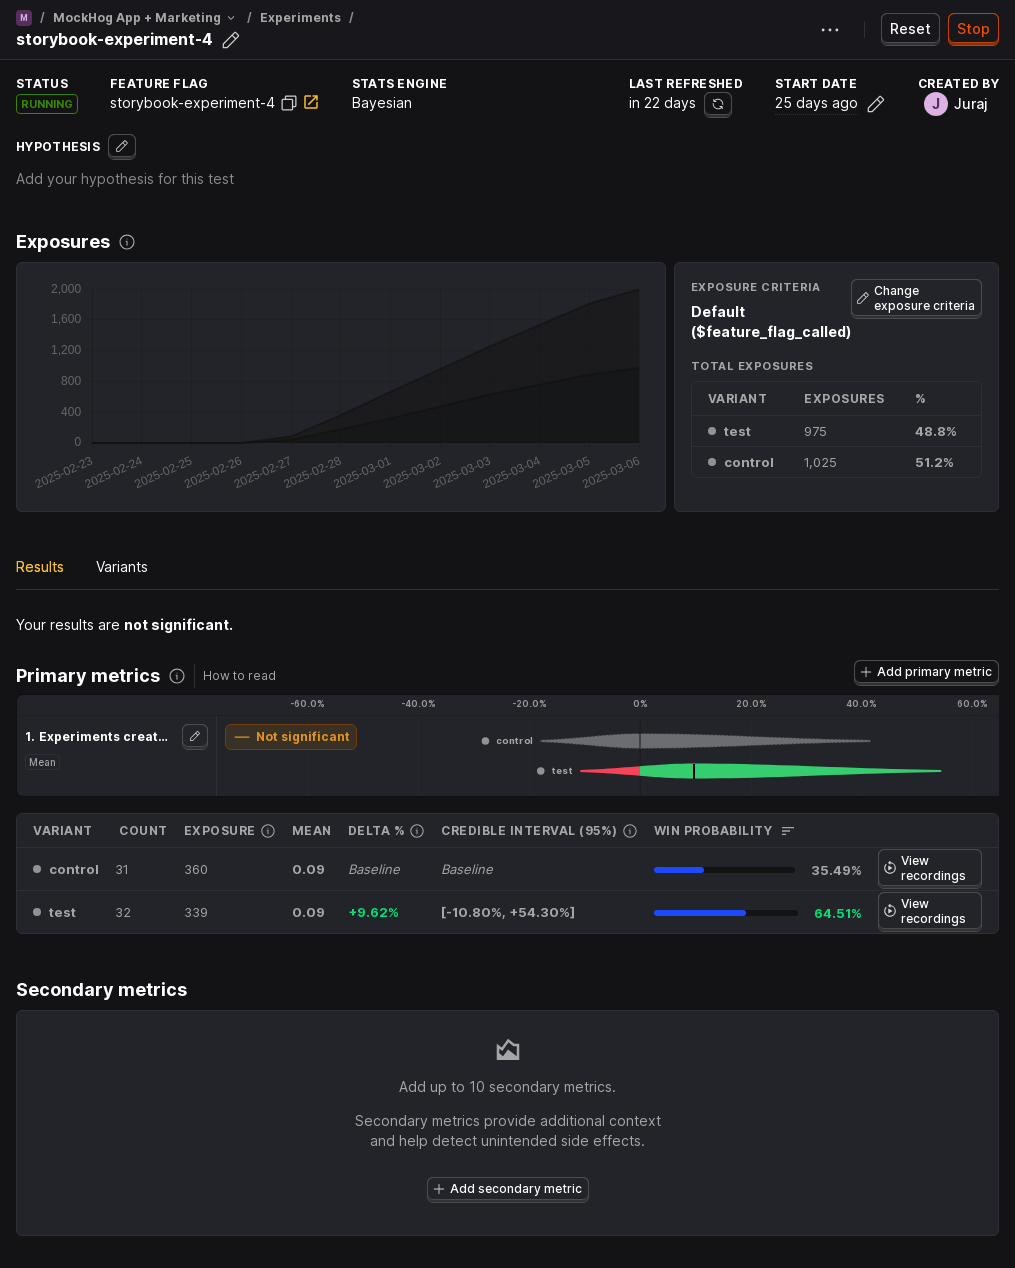 M / MockHog App + Marketing / Experiments /
storybook-experiment-4
Reset Stop
STATUS FEATURE FLAG STATS ENGINE LAST REFRESHED START DATE CREATED BY
RUNNING storybook-experiment-4 Bayesian in 22 days 25 days ago J Juraj
HYPOTHESIS
Add your hypothesis for this test
Exposures
2,000
1,600
1,200
800
400
0
2025-02-23 2025-02-24 2025-02-25 2025-02-26 2025-02-27 2025-02-28 2025-03-01 2025-03-02 2025-03-03 2025-03-04 2025-03-05 2025-03-06
EXPOSURE CRITERIA
Default
($feature_flag_called)
Change
exposure criteria
TOTAL EXPOSURES
VARIANT EXPOSURES %
test 975 48.8%
control 1,025 51.2%
Results Variants
Your results are not significant.
Primary metrics How to read Add primary metric
-60.0% -40.0% -20.0% 0% 20.0% 40.0% 60.0%
1. Experiments creat... Not significant
Mean
control
test
VARIANT COUNT EXPOSURE MEAN DELTA % CREDIBLE INTERVAL (95%) WIN PROBABILITY
control 31 360 0.09 Baseline Baseline 35.49% View
recordings
test 32 339 0.09 +9.62% [-10.80%, +54.30%] 64.51% View
recordings
Secondary metrics
Add up to 10 secondary metrics.
Secondary metrics provide additional context
and help detect unintended side effects.
Add secondary metric